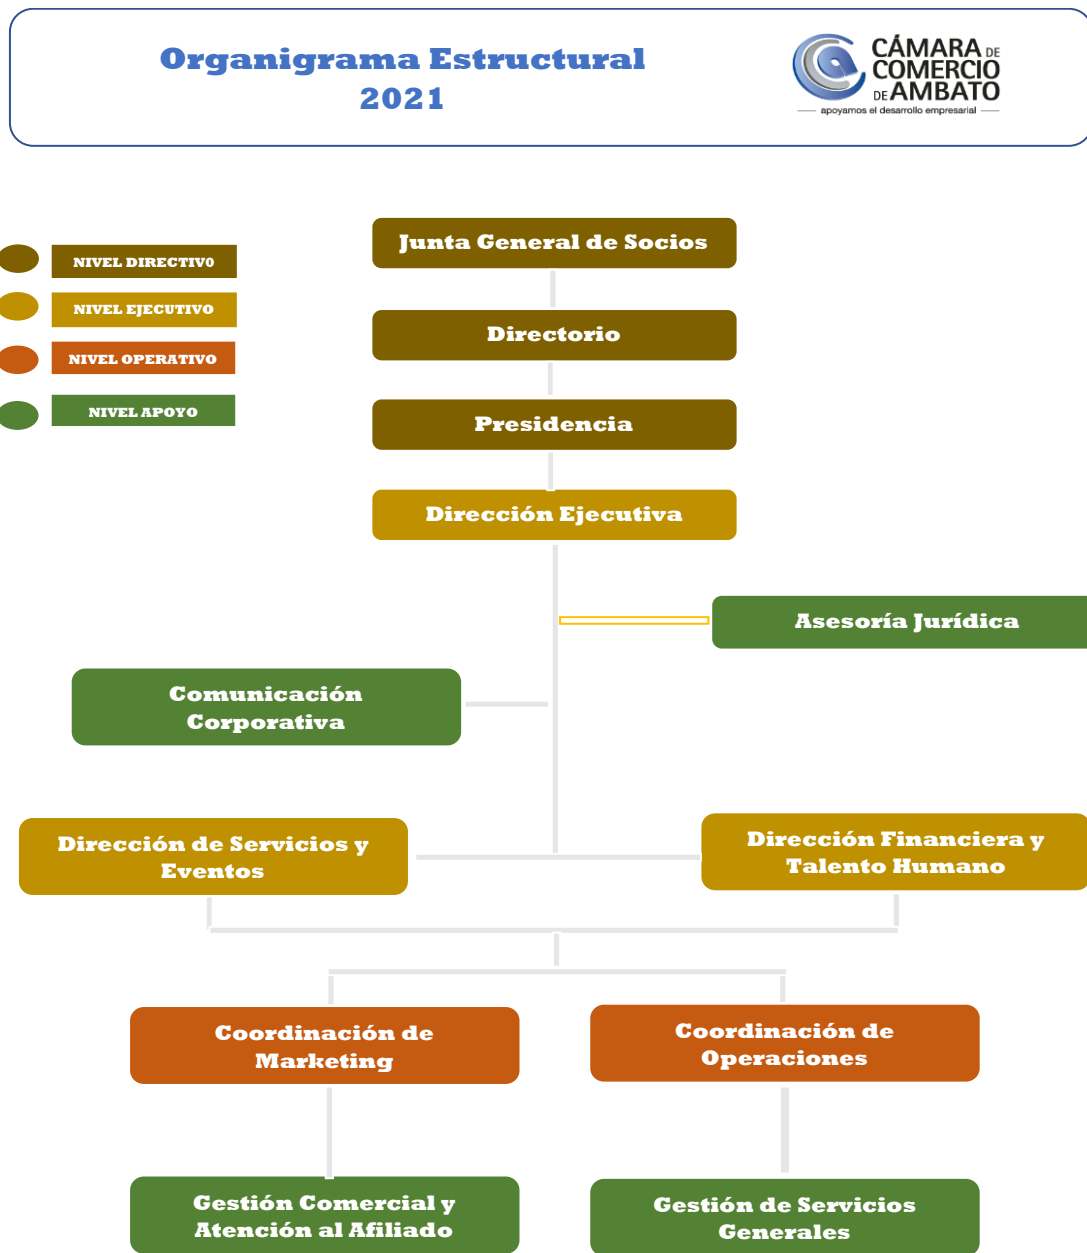 Organigrama Estructural
2021
CÁMARA DE
COMERCIO
DE AMBATO
apoyamos el desarrollo empresarial
NIVEL DIRECTIV0
NIVEL EJECUTIVO
NIVEL OPERATIVO
NIVEL APOYO
Junta General de Socios
Directorio
Presidencia
Dirección Ejecutiva
Asesoría Jurídica
Comunicación
Corporativa
Dirección de Servicios y
Eventos
Dirección Financiera y
Talento Humano
Coordinación de
Marketing
Coordinación de
Operaciones
Gestión Comercial y
Atención al Afiliado
Gestión de Servicios
Generales